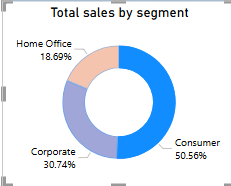 Total sales by segment
Home Office
18.69%
Corporate
30.74%
Consumer
50.56%